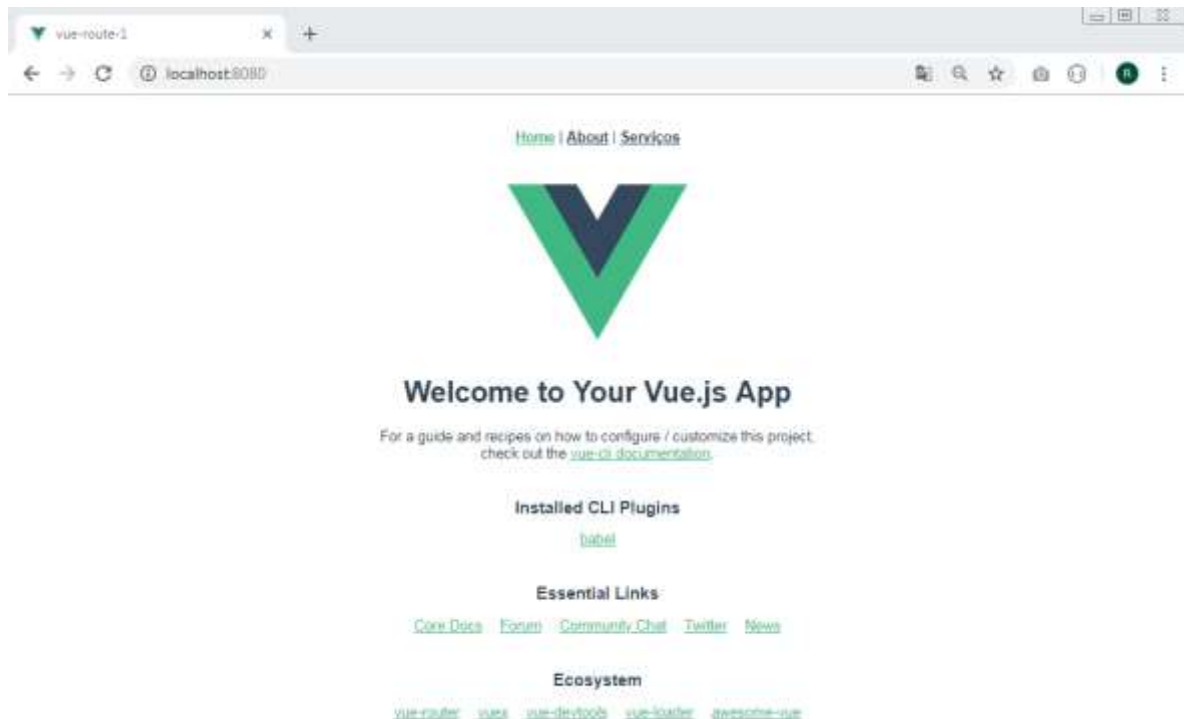 vue-route-1
localhost:8080
R
Home | About | Serviços
Welcome to Your Vue.js App
For a guide and recipes on how to configure / customize this project,
check out the vue-cli documentation.
Installed CLI Plugins
babel
Essential Links
Core Docs Forum Community Chat Twitter News
Ecosystem
vue-router vuex vue-devtools vue-loader awesome-vue